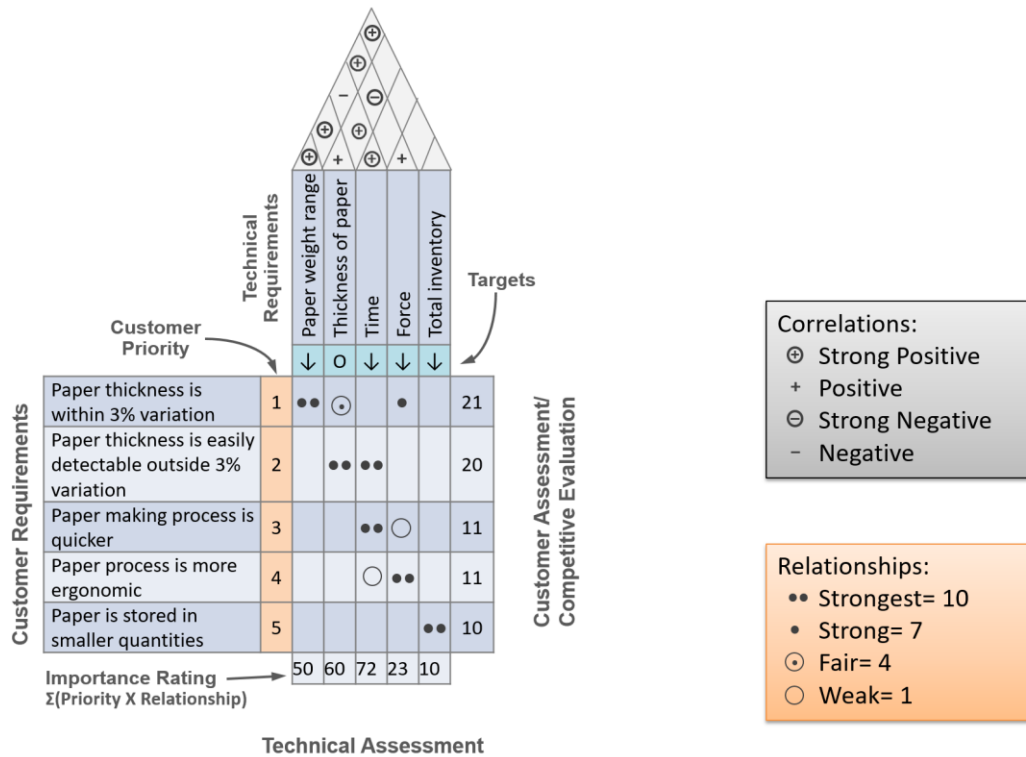 Technical
Requirements
Paper weight range
Thickness of paper
Time
Force
Total inventory
Targets
Customer
Priority
↓ O ↓ ↓ ↓
Customer Requirements
Paper thickness is
within 3% variation
1 •• ☉ • 21
Paper thickness is easily
detectable outside 3%
variation
2 •• •• 20
Paper making process is
quicker
3 •• ○ 11
Paper process is more
ergonomic
4 ○ •• 11
Paper is stored in
smaller quantities
5 •• 10
Customer Assessment/
Competitive Evaluation
Importance Rating
Σ(Priority X Relationship)
50 60 72 23 10
Technical Assessment
Correlations:
⊕ Strong Positive
+ Positive
⊖ Strong Negative
− Negative
Relationships:
•• Strongest= 10
• Strong= 7
☉ Fair= 4
○ Weak= 1